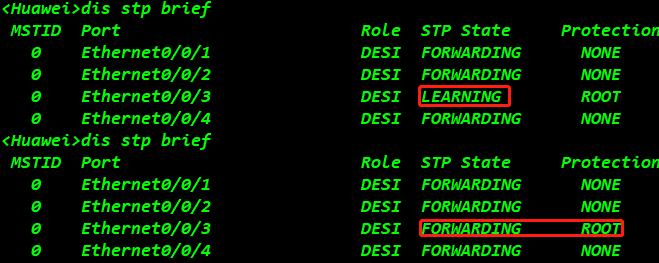 <Huawei>dis stp brief
MSTID Port Role STP State Protection
0 Ethernet0/0/1 DESI FORWARDING NONE
0 Ethernet0/0/2 DESI FORWARDING NONE
0 Ethernet0/0/3 DESI LEARNING ROOT
0 Ethernet0/0/4 DESI FORWARDING NONE
<Huawei>dis stp brief
MSTID Port Role STP State Protection
0 Ethernet0/0/1 DESI FORWARDING NONE
0 Ethernet0/0/2 DESI FORWARDING NONE
0 Ethernet0/0/3 DESI FORWARDING ROOT
0 Ethernet0/0/4 DESI FORWARDING NONE